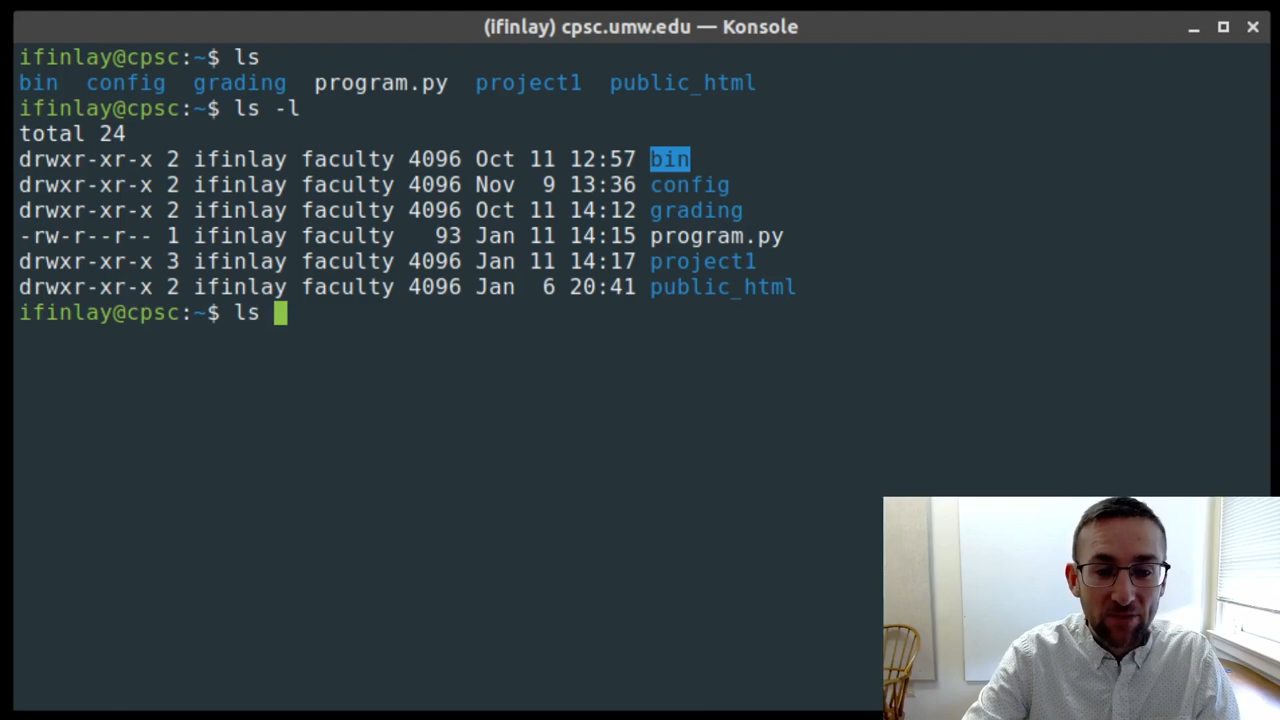 (ifinlay) cpsc.umw.edu — Konsole
ifinlay@cpsc:~$ ls
bin config grading program.py project1 public_html
ifinlay@cpsc:~$ ls -l
total 24
drwxr-xr-x 2 ifinlay faculty 4096 Oct 11 12:57 bin
drwxr-xr-x 2 ifinlay faculty 4096 Nov  9 13:36 config
drwxr-xr-x 2 ifinlay faculty 4096 Oct 11 14:12 grading
-rw-r--r-- 1 ifinlay faculty   93 Jan 11 14:15 program.py
drwxr-xr-x 3 ifinlay faculty 4096 Jan 11 14:17 project1
drwxr-xr-x 2 ifinlay faculty 4096 Jan  6 20:41 public_html
ifinlay@cpsc:~$ ls